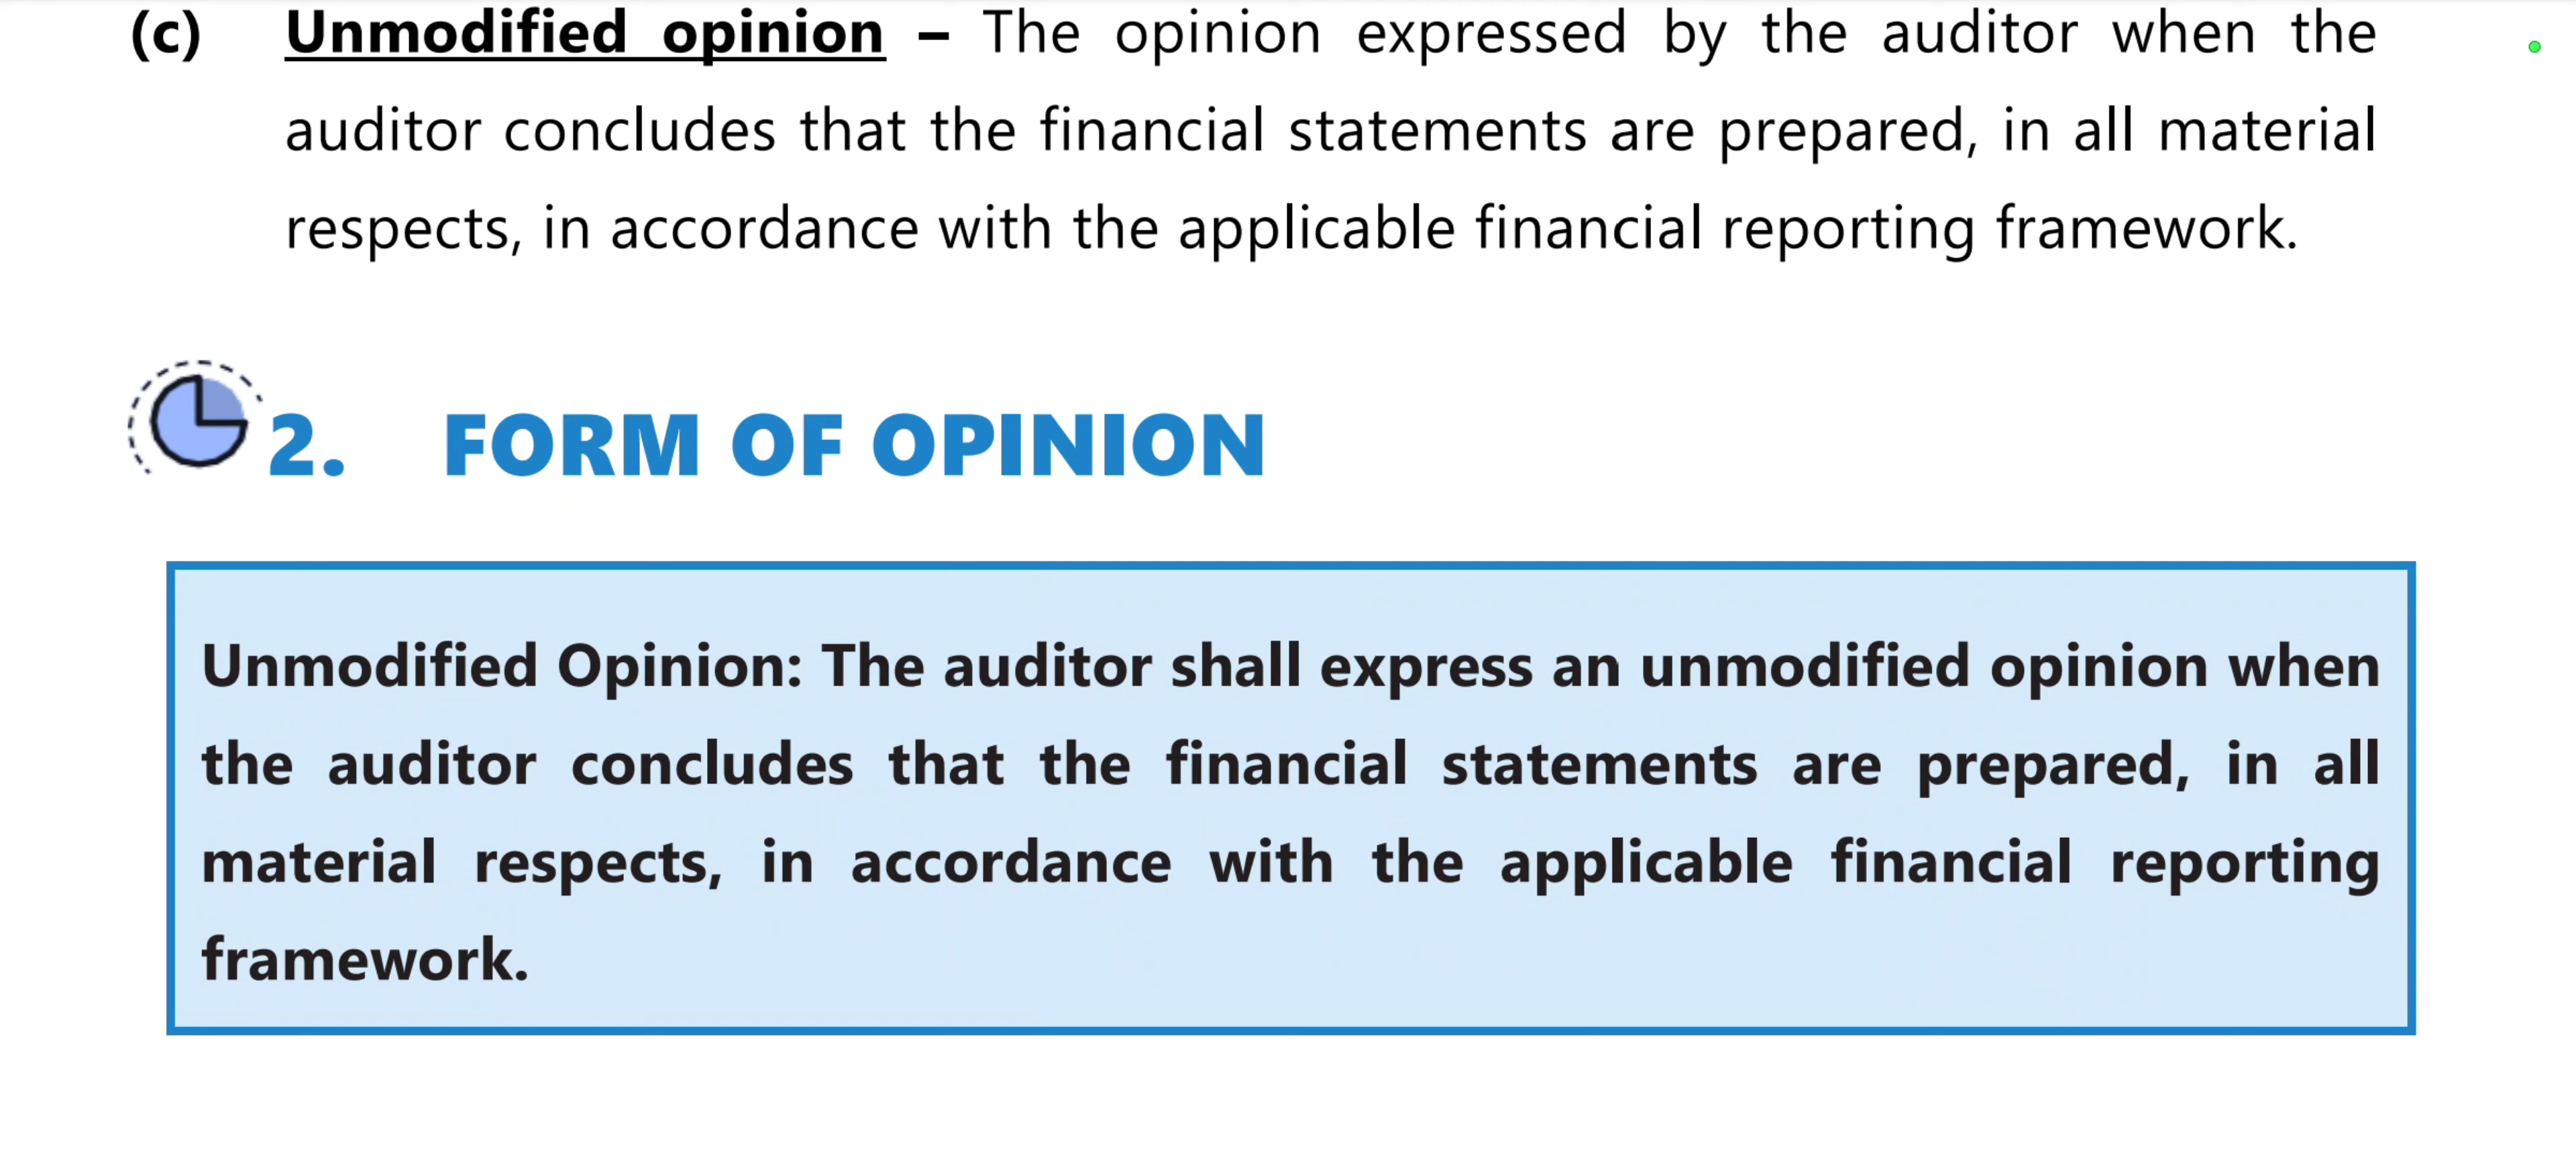 (c) Unmodified opinion – The opinion expressed by the auditor when the
auditor concludes that the financial statements are prepared, in all material
respects, in accordance with the applicable financial reporting framework.
2. FORM OF OPINION
Unmodified Opinion: The auditor shall express an unmodified opinion when
the auditor concludes that the financial statements are prepared, in all
material respects, in accordance with the applicable financial reporting
framework.